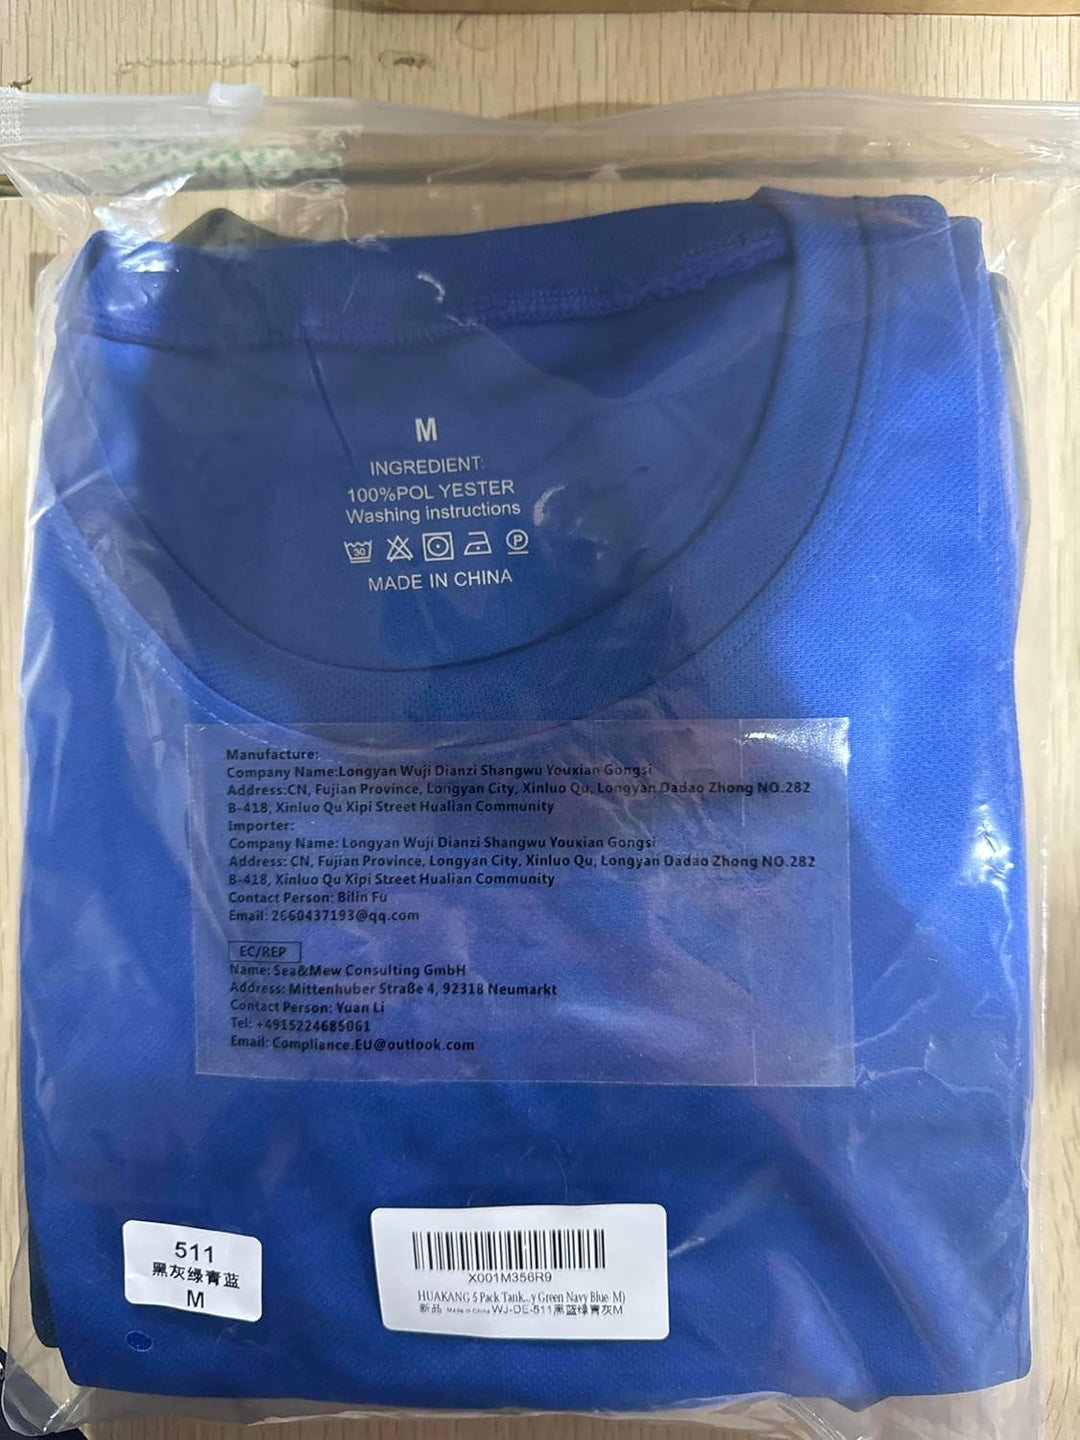 M
INGREDIENT:
100%POL YESTER
Washing instructions
30 P
MADE IN CHINA
Manufacture:
Company Name:Longyan Wuji Dianzi Shangwu Youxian Gongsi
Address:CN, Fujian Province, Longyan City, Xinluo Qu, Longyan Dadao Zhong NO.282
B-418, Xinluo Qu Xipi Street Hualian Community
Importer:
Company Name: Longyan Wuji Dianzi Shangwu Youxian Gongsi
Address: CN, Fujian Province, Longyan City, Xinluo Qu, Longyan Dadao Zhong NO.282
B-418, Xinluo Qu Xipi Street Hualian Community
Contact Person: Bilin Fu
Email: 2660437193@qq.com
EC/REP
Name: Sea&Mew Consulting GmbH
Address: Mittenhuber Straße 4, 92318 Neumarkt
Contact Person: Yuan Li
Tel: +4915224685061
Email: Compliance.EU@outlook.com
511
黑灰绿青蓝
M
X001M356R9
HUAKANG 5 Pack Tank...y Green Navy Blue- M)
新品 Made in China WJ-DE-511黑蓝绿青灰M